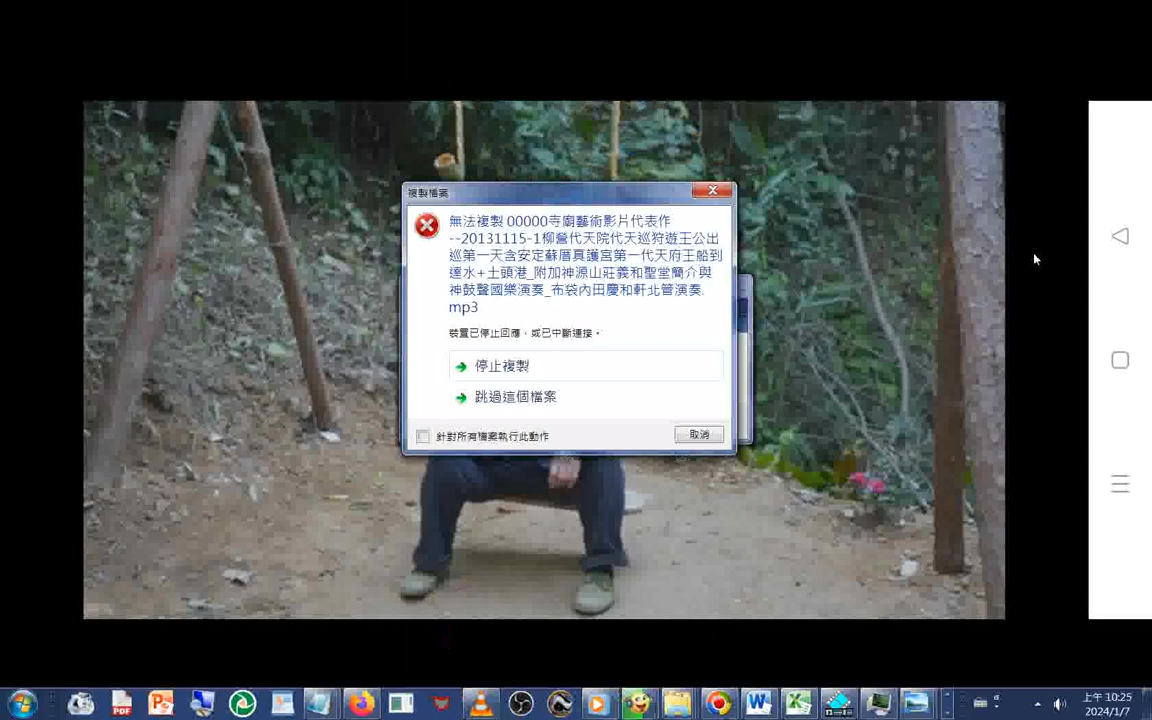 複製檔案
無法複製 00000寺廟藝術影片代表作
--20131115-1柳營代天院代天巡狩遊王公出
巡第一天含安定蘇厝真護宮第一代天府王船到
達水+土頭港_附加神源山莊義和聖堂簡介與
神鼓聲國樂演奏_布袋內田慶和軒北管演奏.
mp3
裝置已停止回應，或已中斷連接。
停止複製
跳過這個檔案
針對所有檔案執行此動作
取消
PDF
上午 10:25
2024/1/7